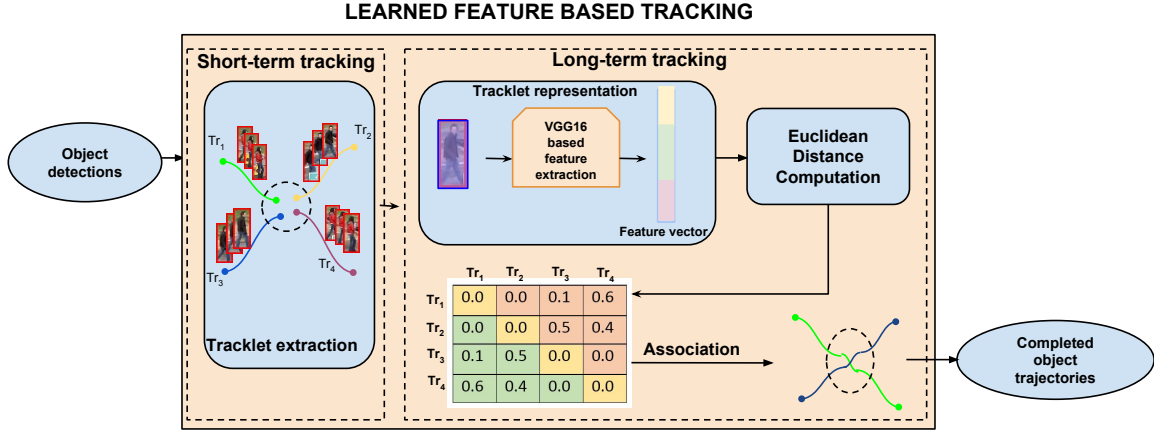 LEARNED FEATURE BASED TRACKING
Short-term tracking
Long-term tracking
Object
detections
Tr1
Tr2
Tr3
Tr4
Tracklet extraction
Tracklet representation
VGG16
based
feature
extraction
Feature vector
Euclidean
Distance
Computation
Tr1 Tr2 Tr3 Tr4
Tr1 0.0 0.0 0.1 0.6
Tr2 0.0 0.0 0.5 0.4
Tr3 0.1 0.5 0.0 0.0
Tr4 0.6 0.4 0.0 0.0
Association
Completed
object
trajectories